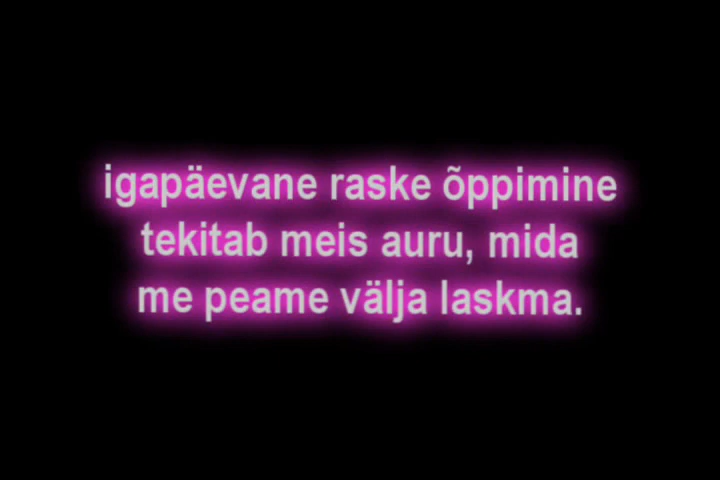 igapäevane raske õppimine
tekitab meis auru, mida
me peame välja laskma.